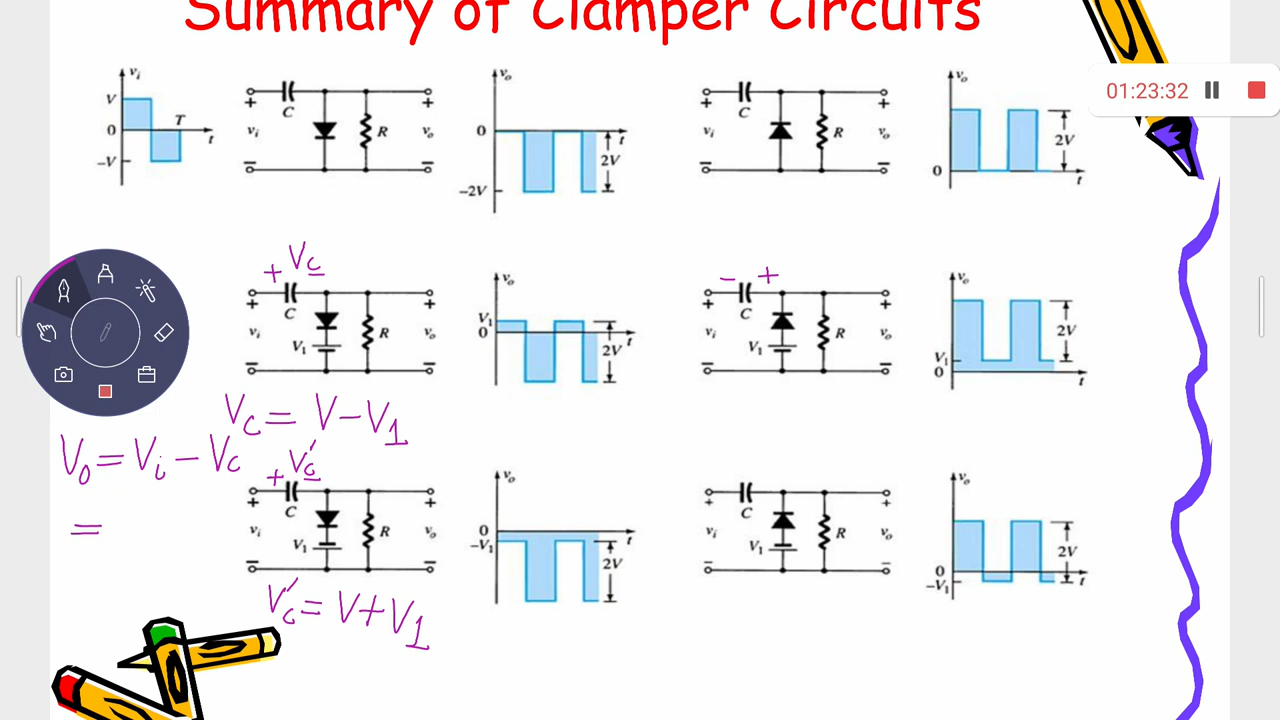 Summary of Clamper Circuits
01:23:32
vi
V
0
T
t
−V
+
C
vi
R
+
vo
−
−
vo
0
t
2V
−2V
+
C
vi
R
+
vo
−
−
vo
2V
0
t
+ Vc
+
C
vi
V1
R
+
vo
−
−
vo
V1
0
t
2V
− +
+
C
vi
V1
R
+
vo
−
−
vo
2V
V1
0
t
Vc = V − V1
Vo = Vi − Vc
=
+ V'c
+
C
vi
V1
R
+
vo
−
−
vo
0
−V1
t
2V
+
C
vi
V1
R
+
vo
−
−
vo
2V
0
−V1
t
V'c = V + V1